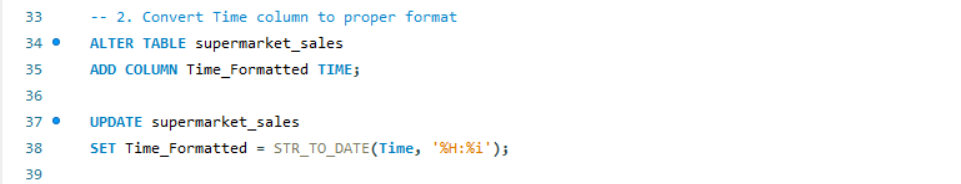 33 -- 2. Convert Time column to proper format
34 ALTER TABLE supermarket_sales
35 ADD COLUMN Time_Formatted TIME;
36
37 UPDATE supermarket_sales
38 SET Time_Formatted = STR_TO_DATE(Time, '%H:%i');
39